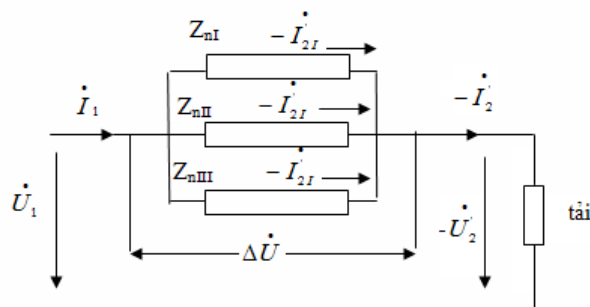 Z_nI −İ'_2I
İ_1 Z_nII −İ'_2I −İ'_2
Z_nIII −İ'_2I
U̇_1 ΔU̇ -U̇'_2 tải